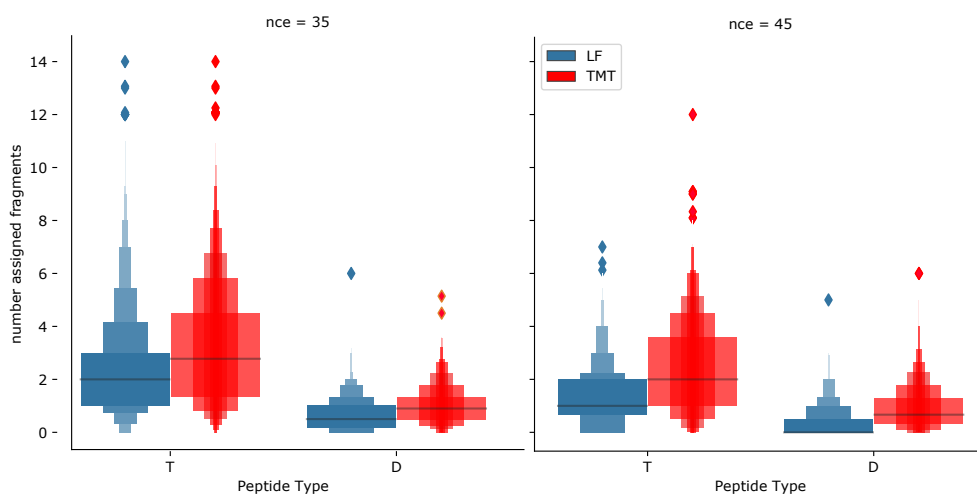 nce = 35
nce = 45
LF
TMT
number assigned fragments
14
12
10
8
6
4
2
0
T
D
T
D
Peptide Type
Peptide Type